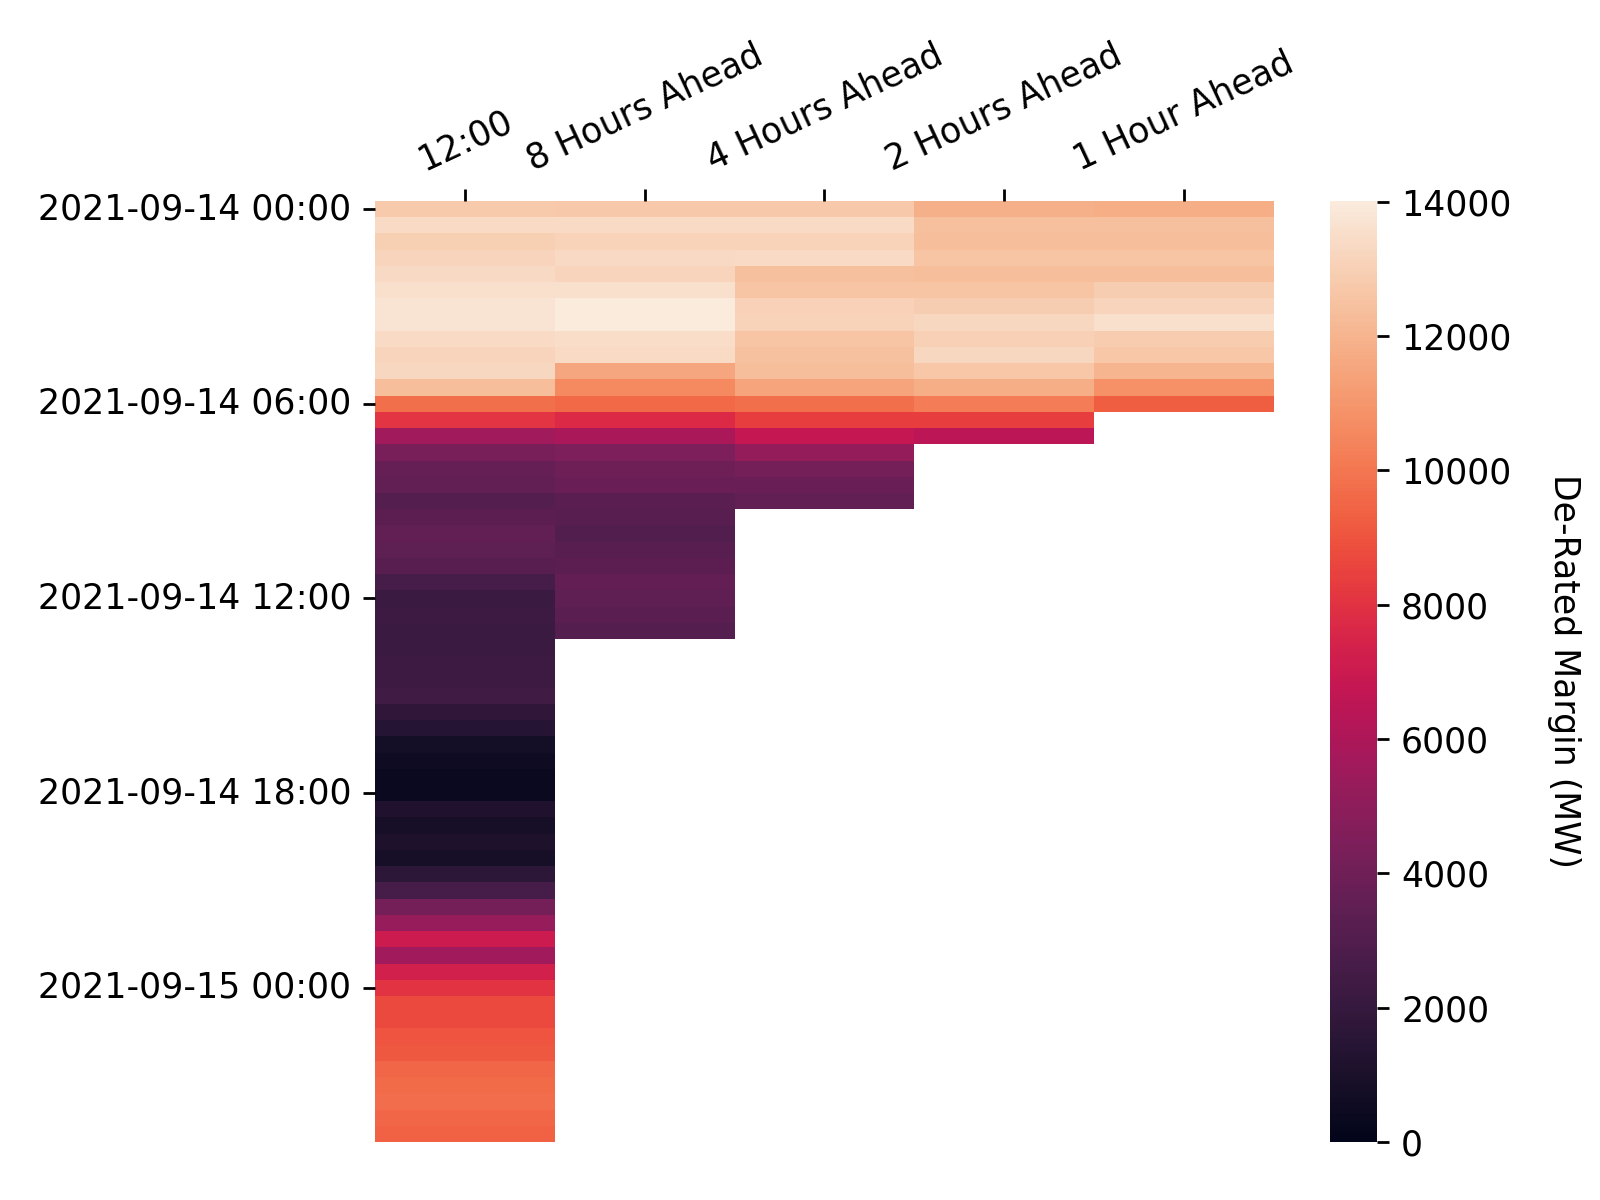 12:00
8 Hours Ahead
4 Hours Ahead
2 Hours Ahead
1 Hour Ahead
2021-09-14 00:00
2021-09-14 06:00
2021-09-14 12:00
2021-09-14 18:00
2021-09-15 00:00
14000
12000
10000
8000
6000
4000
2000
0
De-Rated Margin (MW)